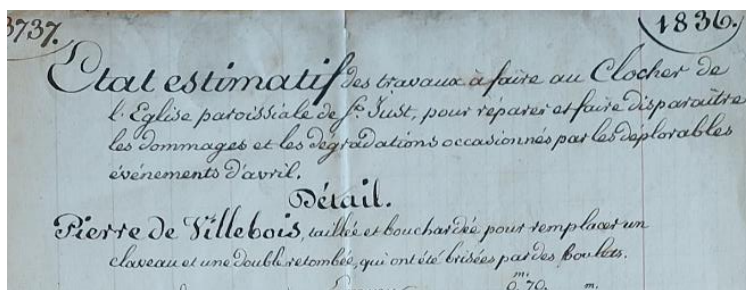 3737.
1836.
Etat estimatif des travaux à faire au Clocher de
l'Eglise paroissiale de St. Just, pour réparer et faire disparaître
les dommages et les dégradations occasionnés par les déplorables
événements d'avril.
Détail.
Pierre de Villebois, taillée et bouchardée pour remplacer un
claveau et une double retombée, qui ont été brisées par des boulets.
m. m.
0,70